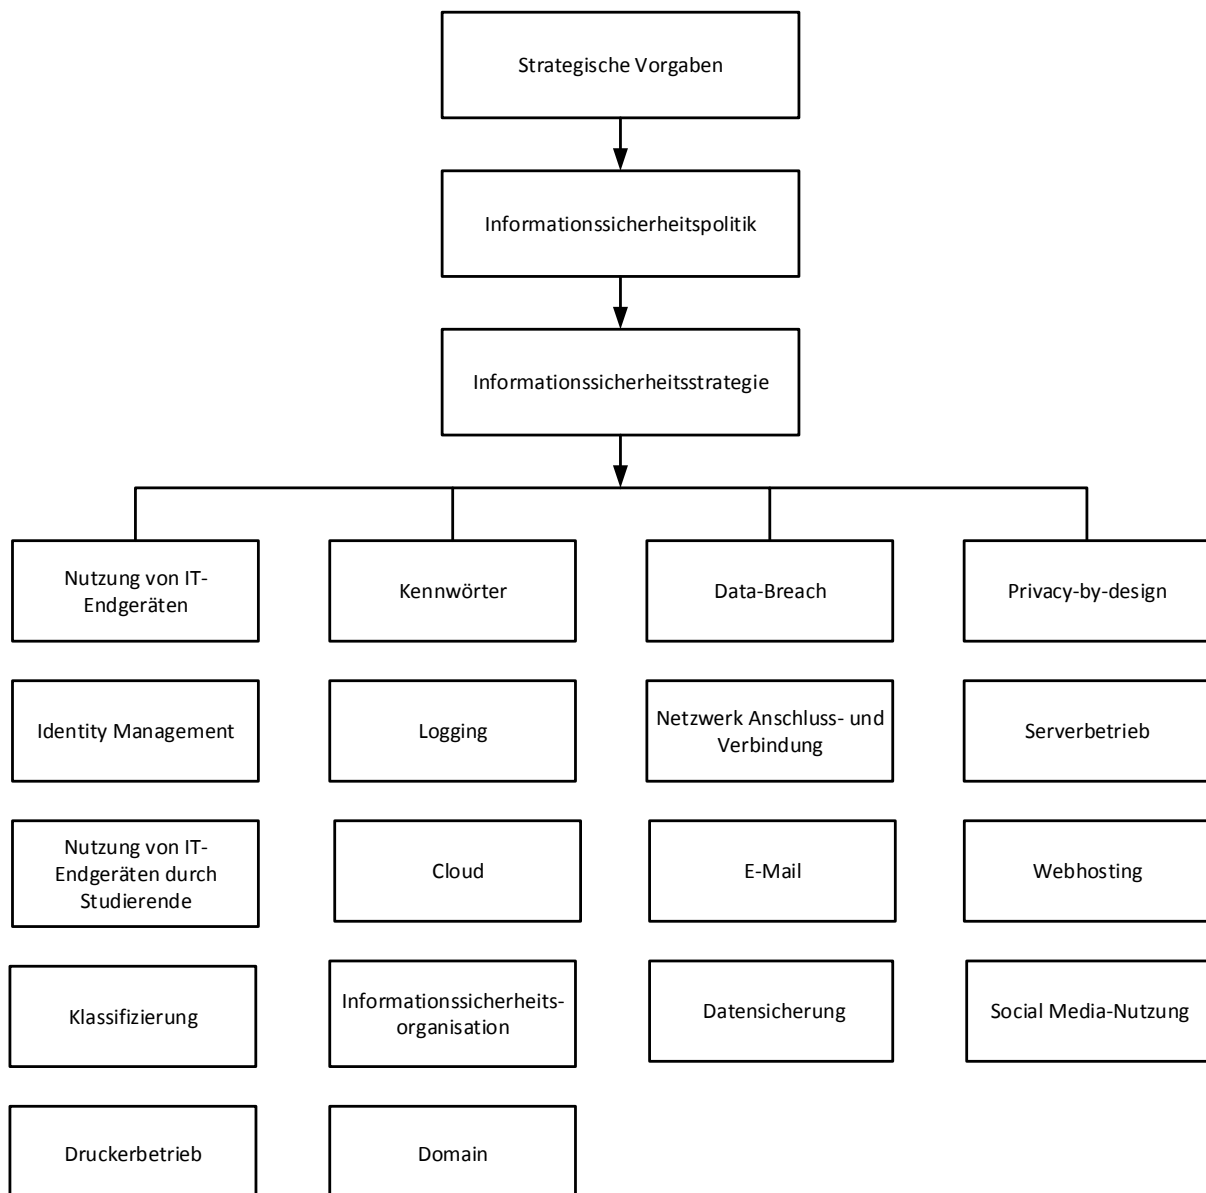 Strategische Vorgaben
Informationssicherheitspolitik
Informationssicherheitsstrategie
Nutzung von IT-
Endgeräten
Kennwörter
Data-Breach
Privacy-by-design
Identity Management
Logging
Netzwerk Anschluss- und
Verbindung
Serverbetrieb
Nutzung von IT-
Endgeräten durch
Studierende
Cloud
E-Mail
Webhosting
Klassifizierung
Informationssicherheits-
organisation
Datensicherung
Social Media-Nutzung
Druckerbetrieb
Domain